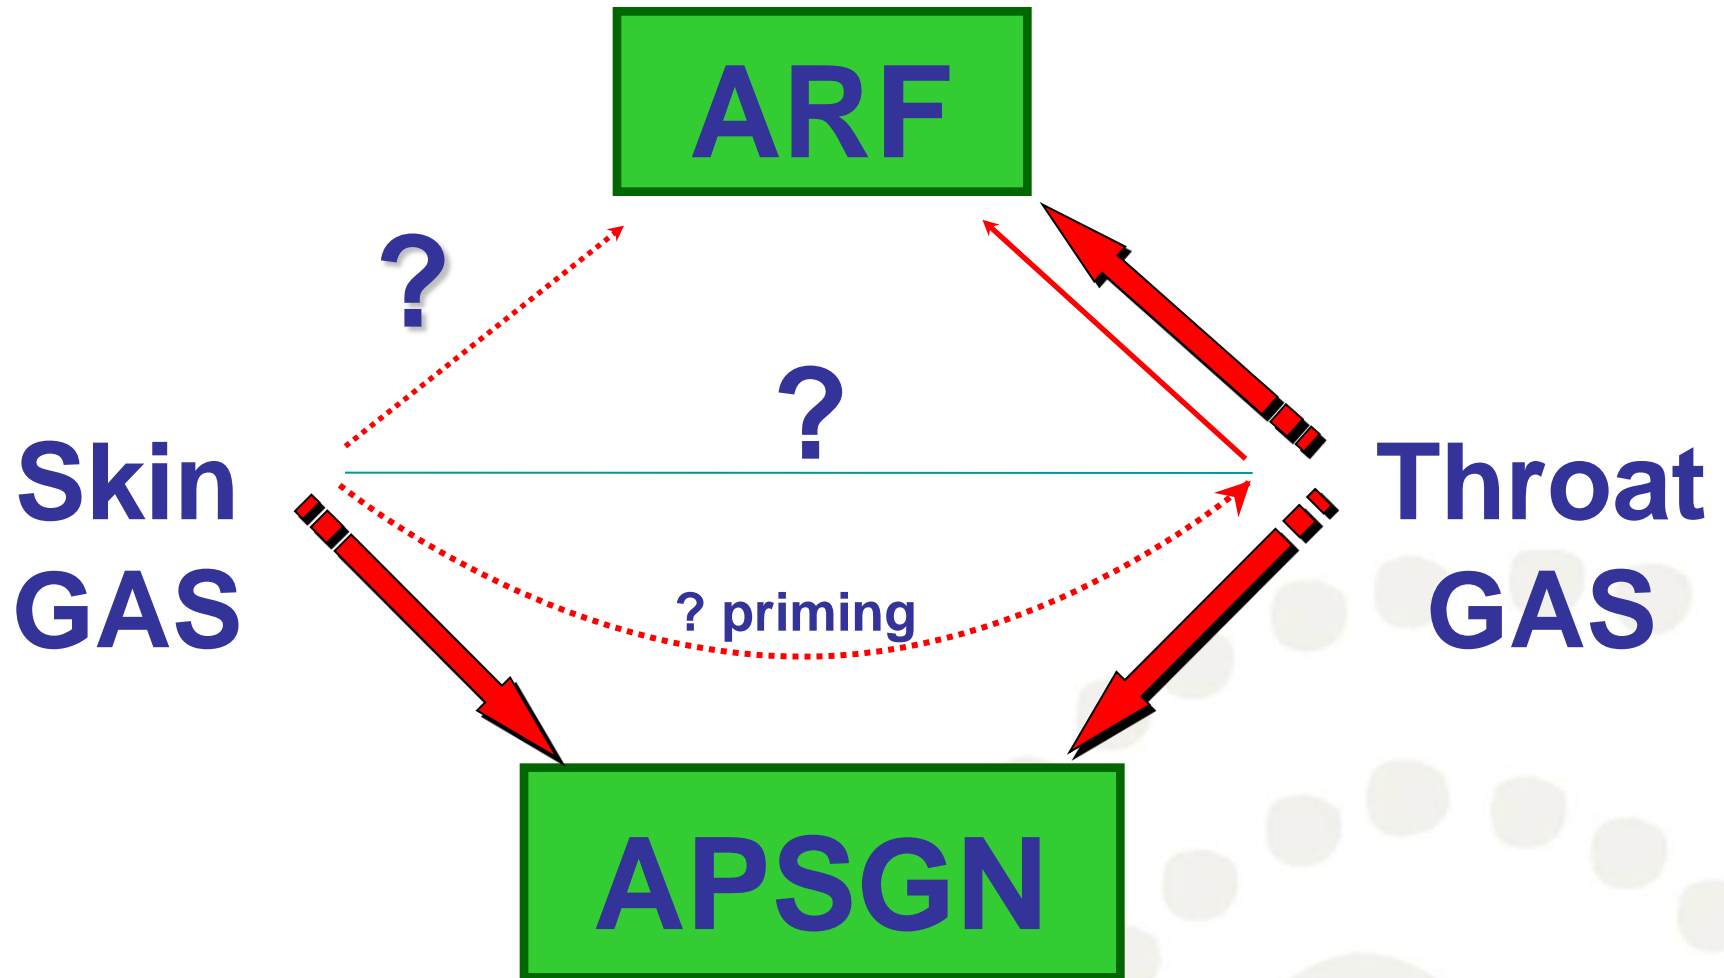 ARF
?
?
Skin
GAS
Throat
GAS
? priming
APSGN